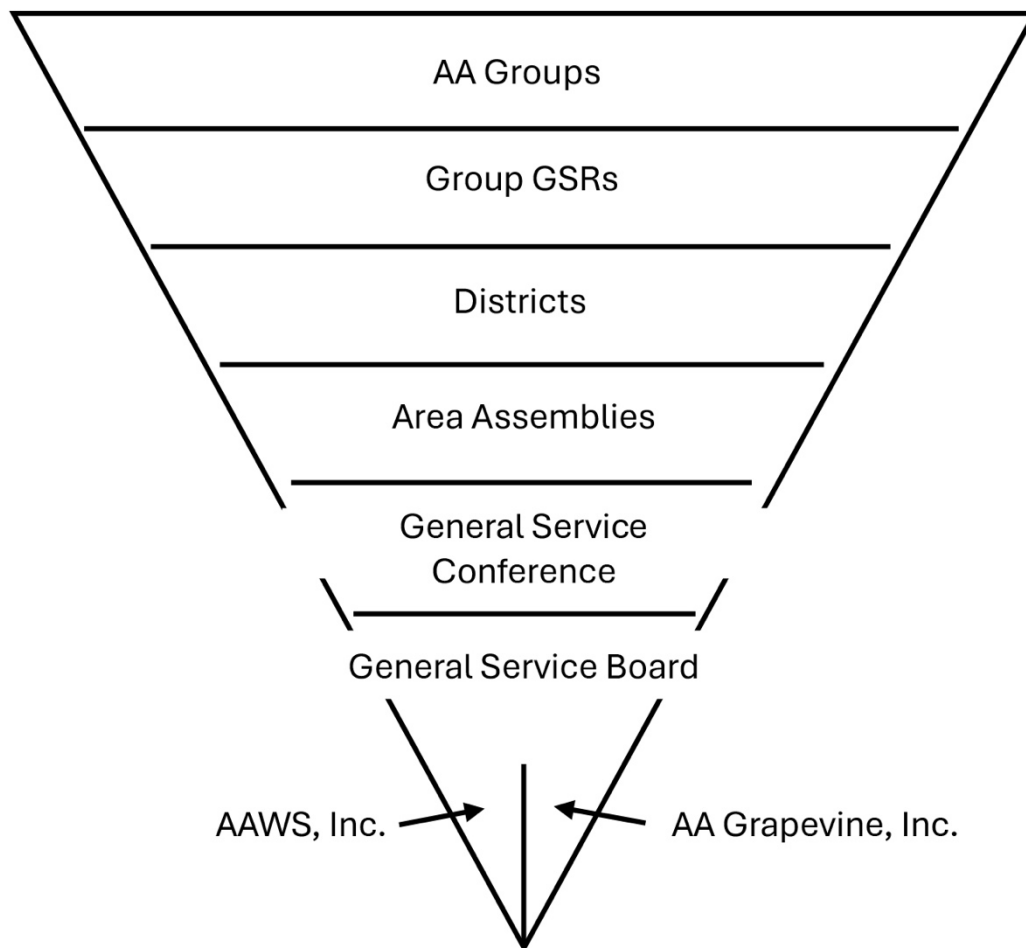 AA Groups
Group GSRs
Districts
Area Assemblies
General Service
Conference
General Service Board
AAWS, Inc.
AA Grapevine, Inc.